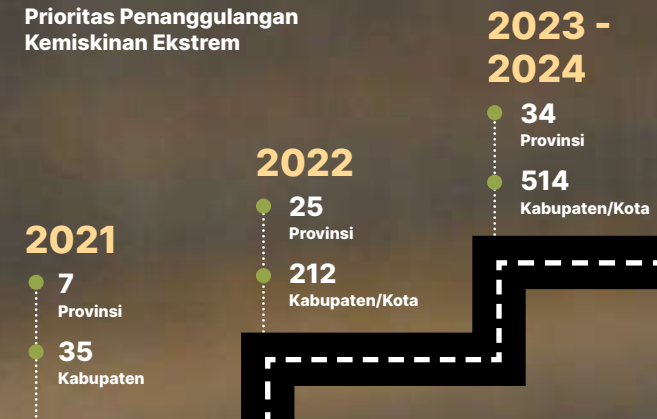 Prioritas Penanggulangan
Kemiskinan Ekstrem
2021
7
Provinsi
35
Kabupaten
2022
25
Provinsi
212
Kabupaten/Kota
2023 -
2024
34
Provinsi
514
Kabupaten/Kota